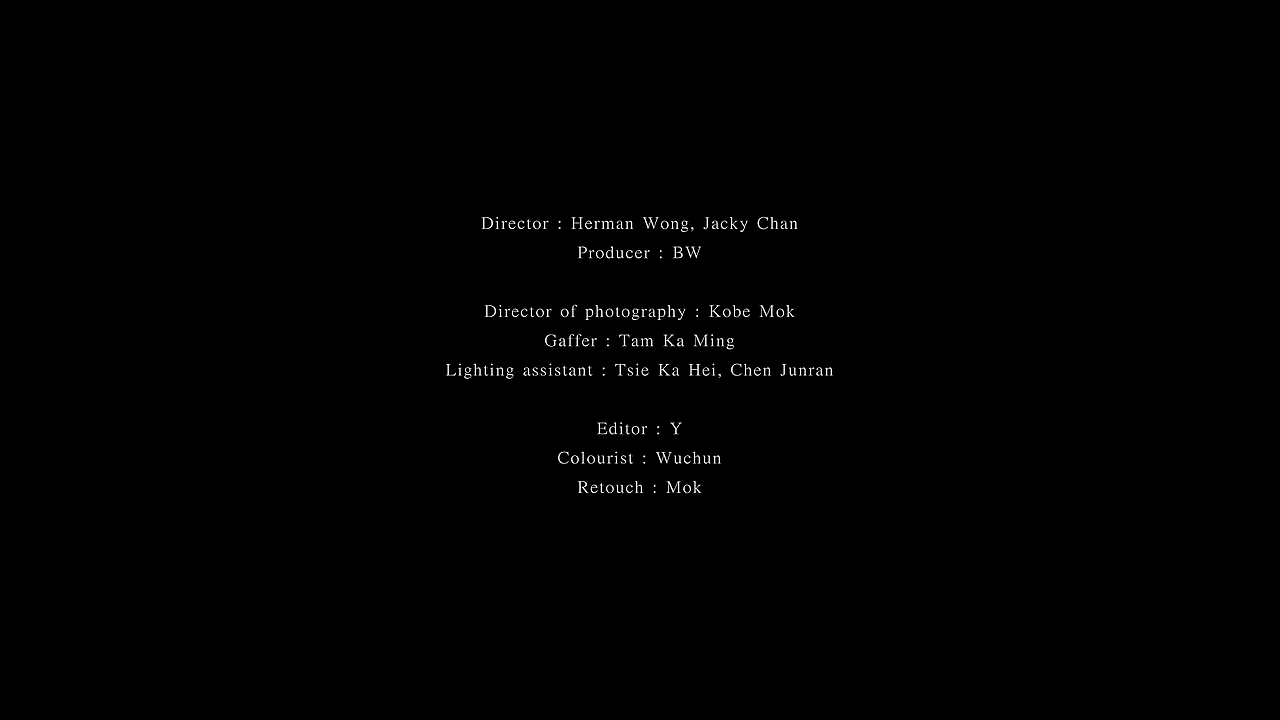 Director : Herman Wong, Jacky Chan
Producer : BW
Director of photography : Kobe Mok
Gaffer : Tam Ka Ming
Lighting assistant : Tsie Ka Hei, Chen Junran
Editor : Y
Colourist : Wuchun
Retouch : Mok